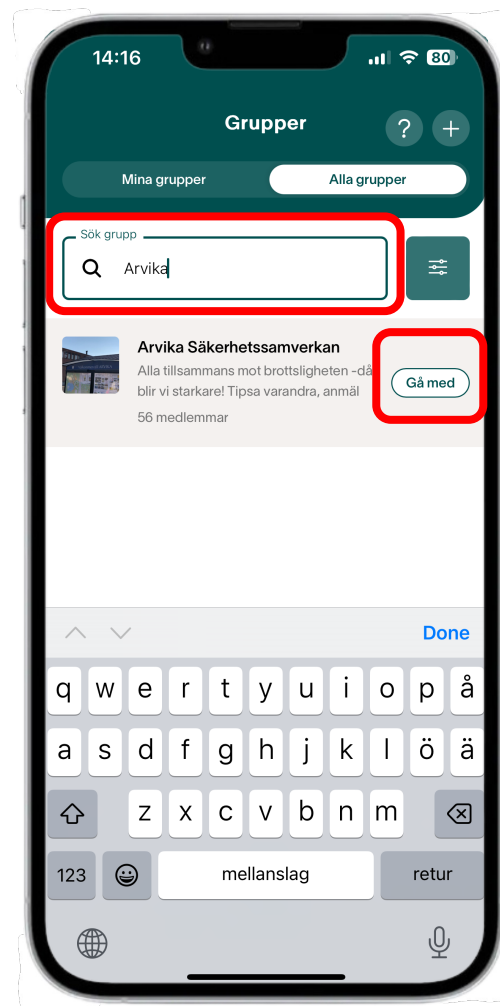 14:16
80
Grupper
?
+
Mina grupper
Alla grupper
Sök grupp
Arvika
Arvika Säkerhetssamverkan
Alla tillsammans mot brottsligheten -då
blir vi starkare! Tipsa varandra, anmäl
56 medlemmar
Gå med
Done
q w e r t y u i o p å
a s d f g h j k l ö ä
z x c v b n m
123
mellanslag
retur